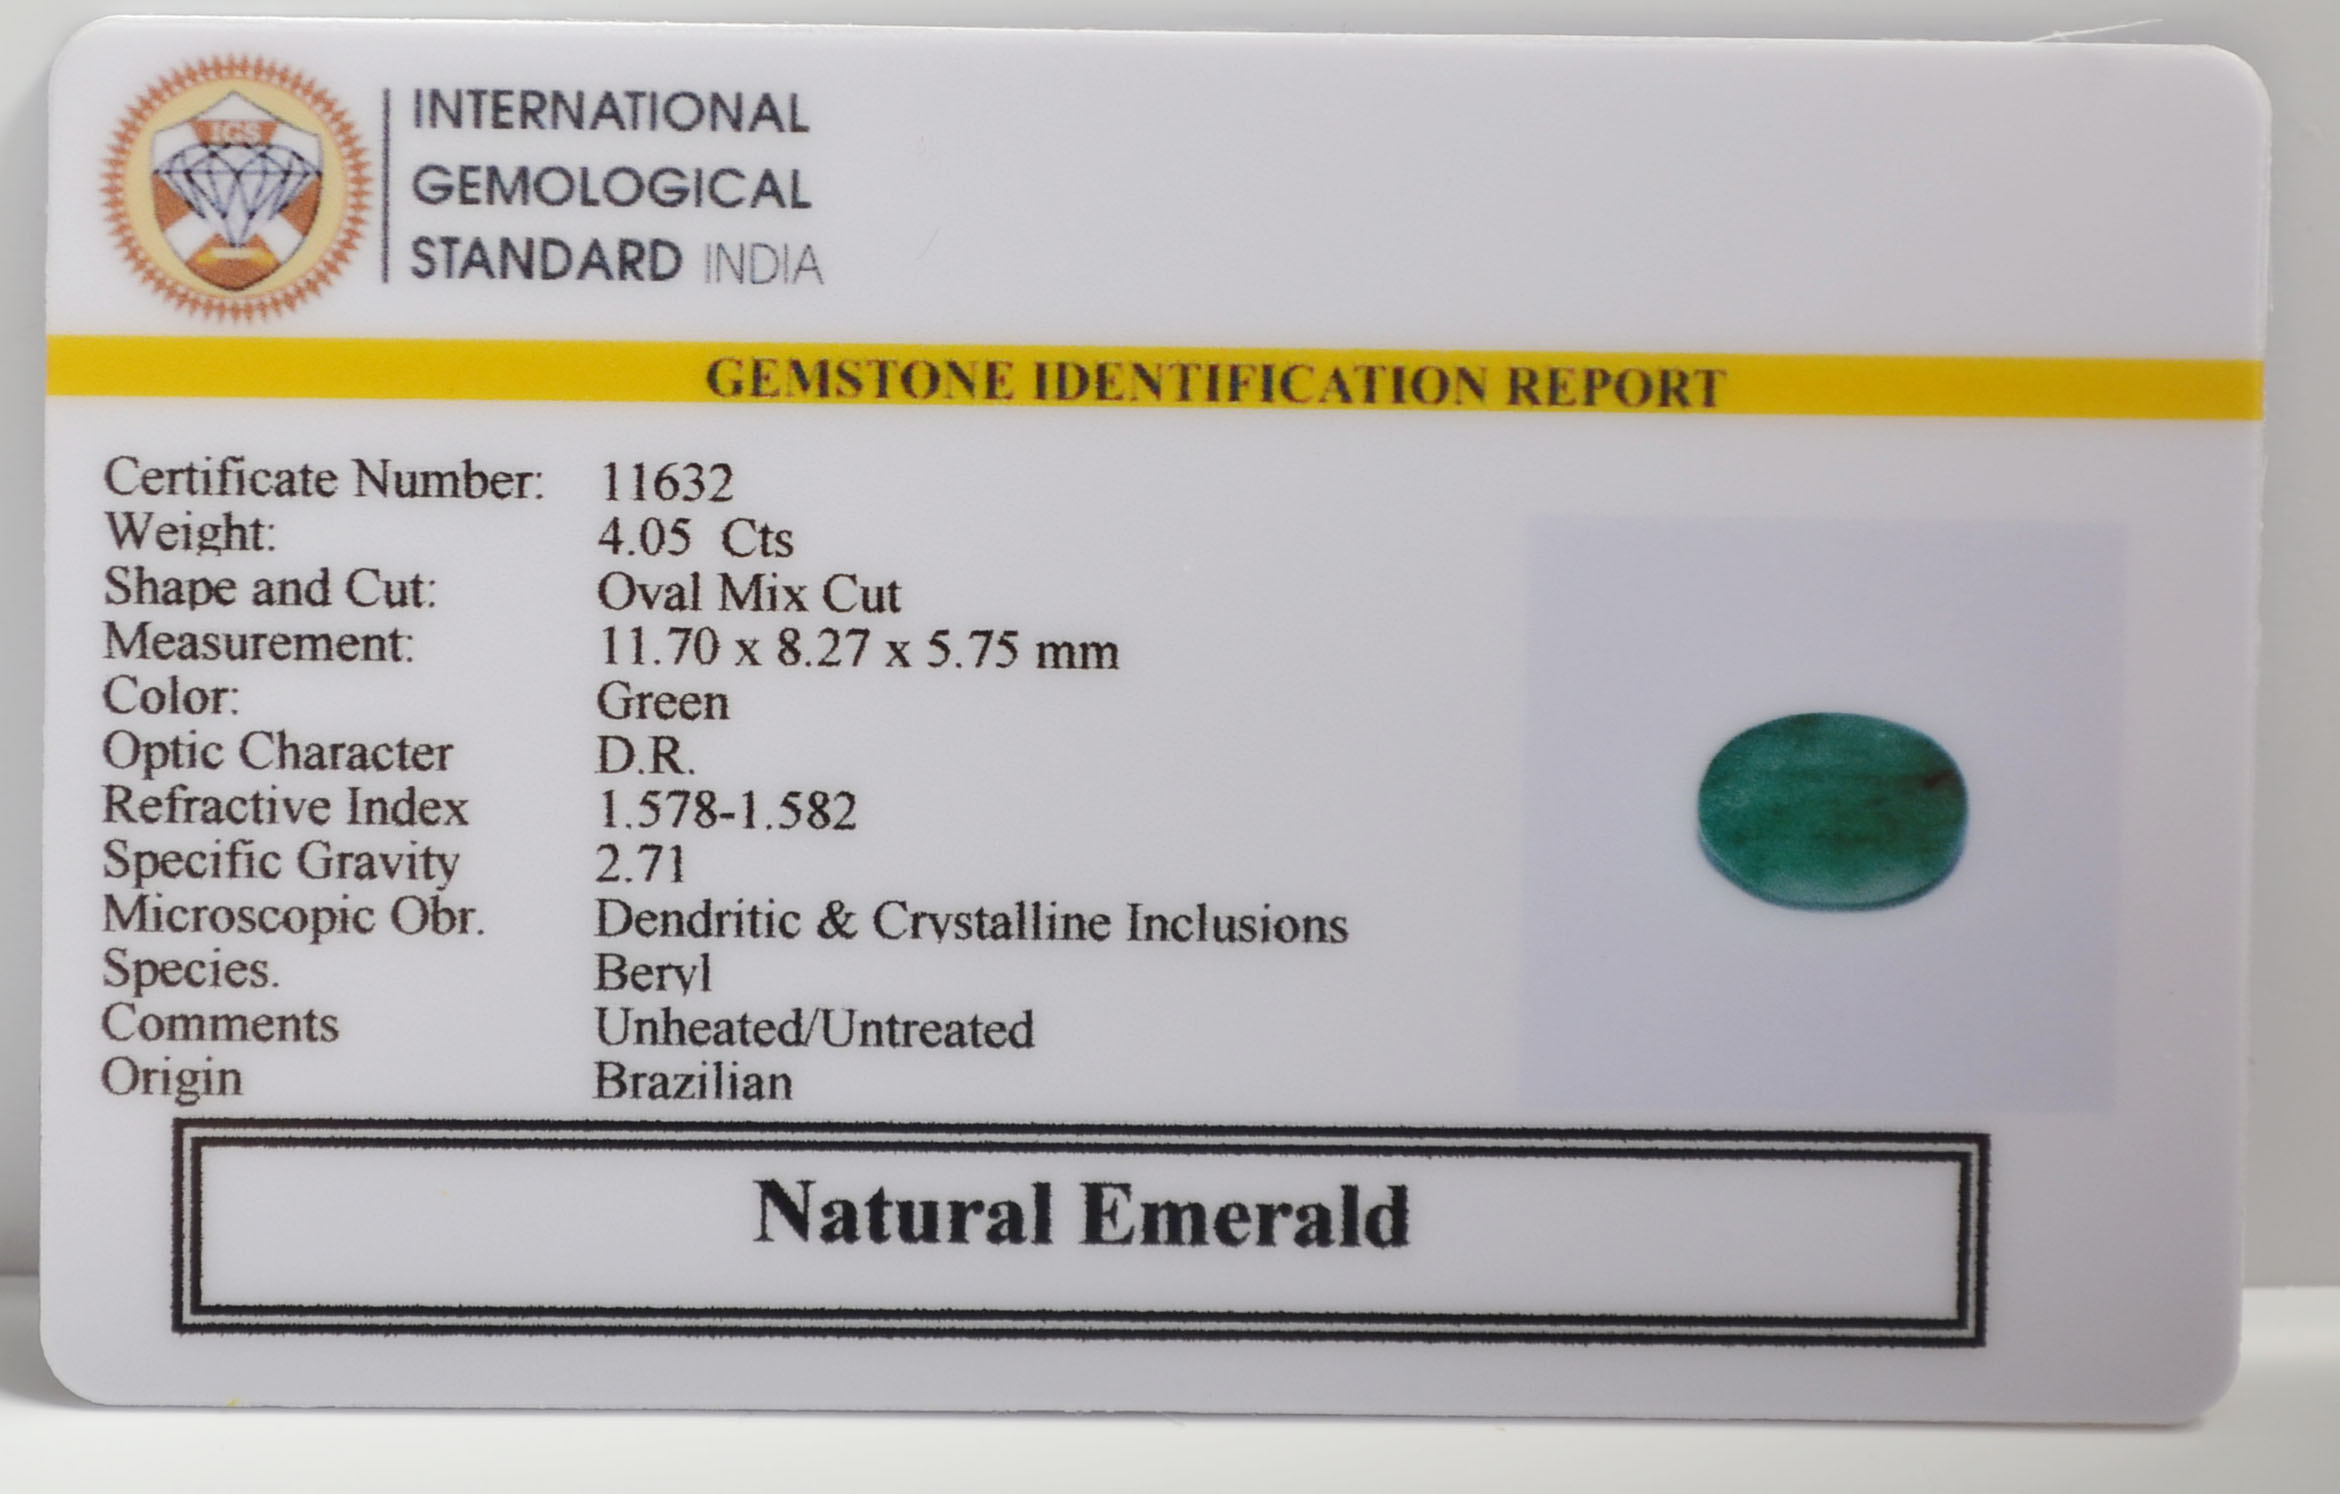 IGS
INTERNATIONAL
GEMOLOGICAL
STANDARD INDIA
GEMSTONE IDENTIFICATION REPORT
Certificate Number: 11632
Weight: 4.05 Cts
Shape and Cut: Oval Mix Cut
Measurement: 11.70 x 8.27 x 5.75 mm
Color: Green
Optic Character D.R.
Refractive Index 1.578-1.582
Specific Gravity 2.71
Microscopic Obr. Dendritic & Crystalline Inclusions
Species. Beryl
Comments Unheated/Untreated
Origin Brazilian
Natural Emerald